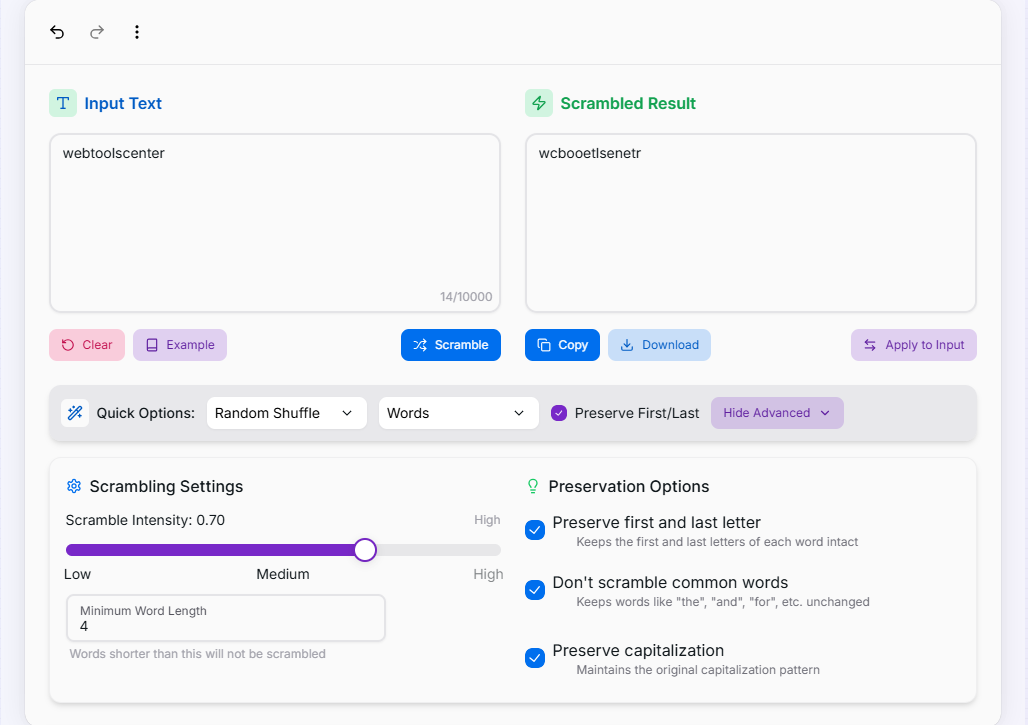 Input Text
Scrambled Result
webtoolscenter
wcbooetlsenetr
14/10000
Clear
Example
Scramble
Copy
Download
Apply to Input
Quick Options:
Random Shuffle
Words
Preserve First/Last
Hide Advanced
Scrambling Settings
Scramble Intensity: 0.70
High
Low
Medium
High
Minimum Word Length
4
Words shorter than this will not be scrambled
Preservation Options
Preserve first and last letter
Keeps the first and last letters of each word intact
Don't scramble common words
Keeps words like "the", "and", "for", etc. unchanged
Preserve capitalization
Maintains the original capitalization pattern